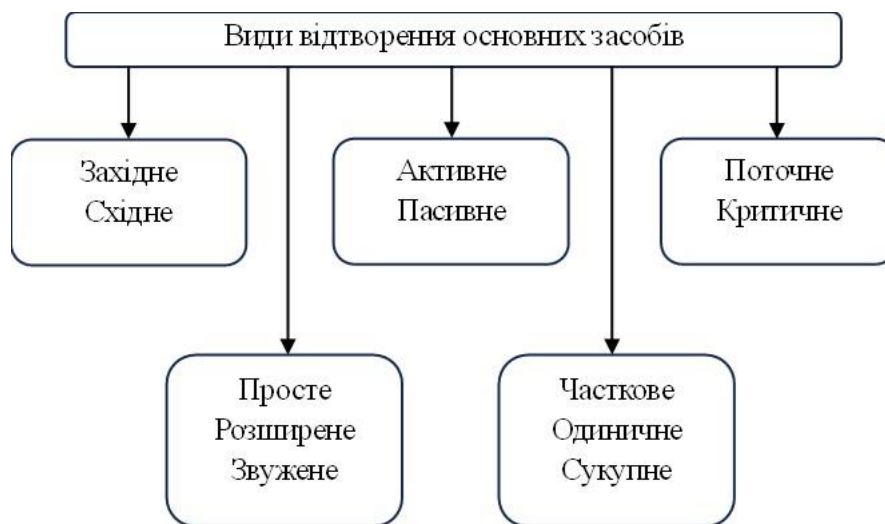 Види відтворення основних засобів
Західне
Східне
Активне
Пасивне
Поточне
Критичне
Просте
Розширене
Звужене
Часткове
Одиничне
Сукупне